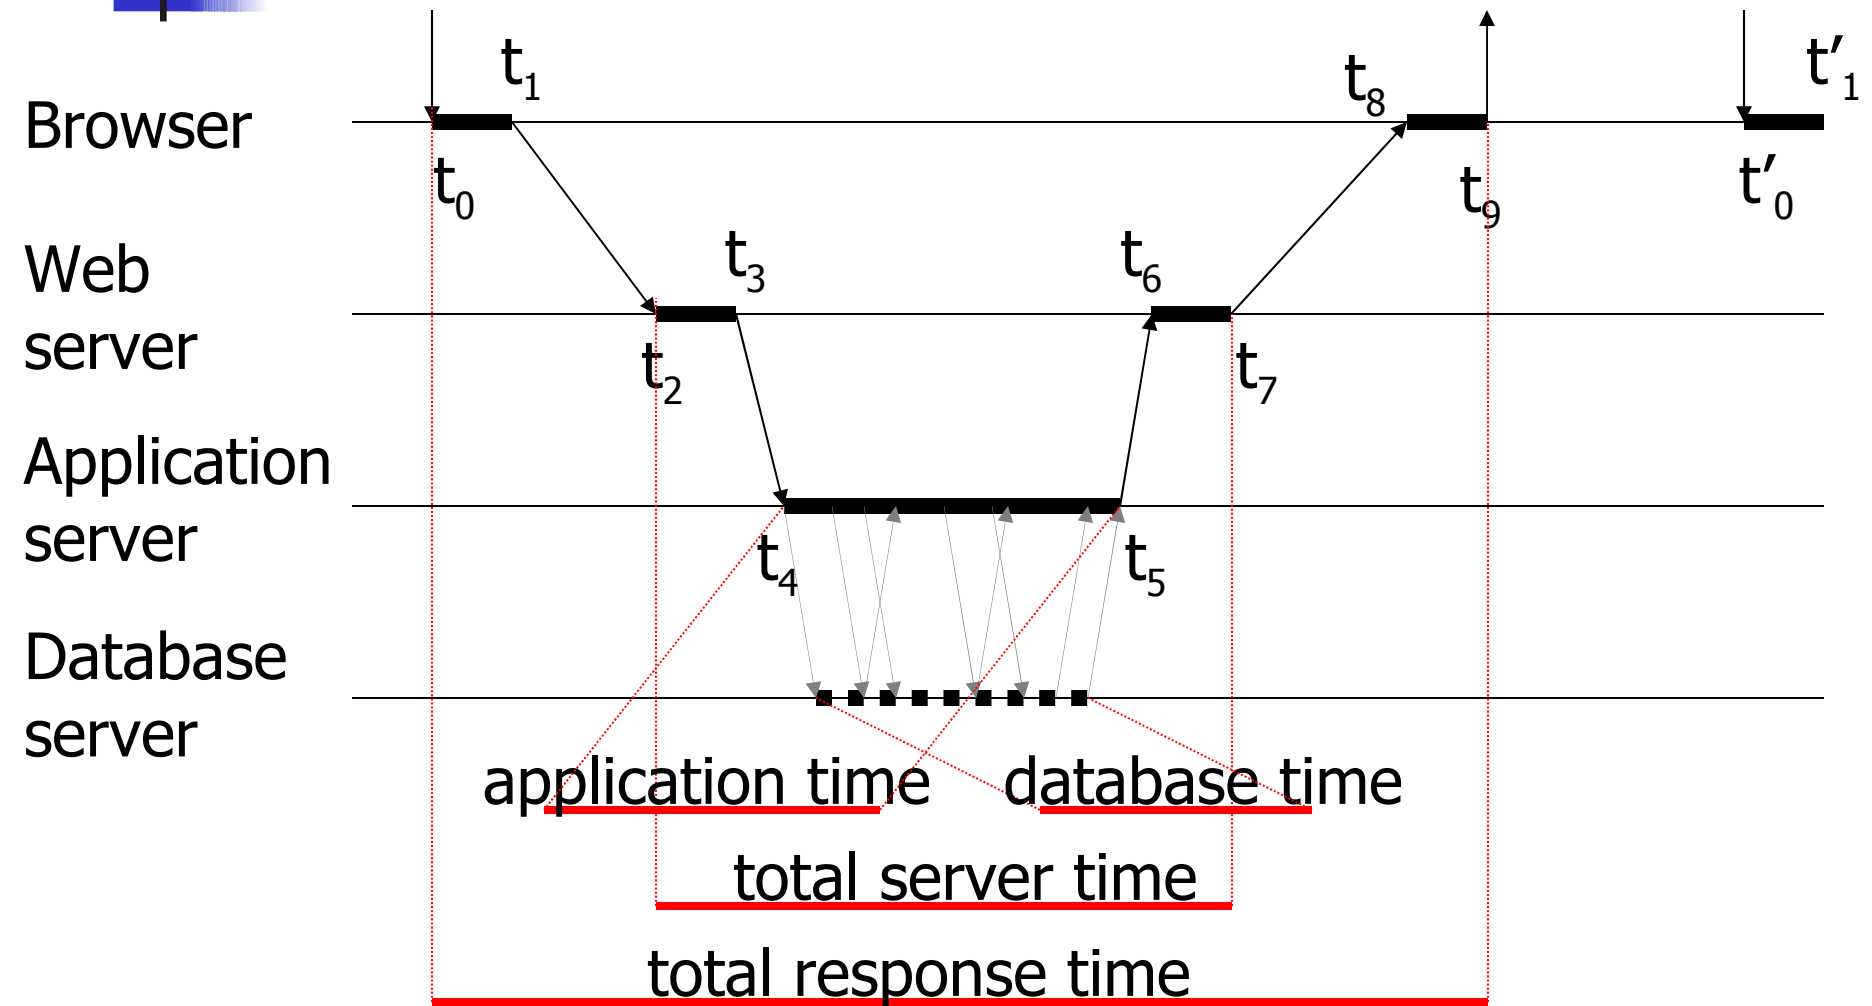 t1
t8
t′1
Browser
t0
t9
t′0
Web
server
t3
t6
t2
t7
Application
server
t4
t5
Database
server
application time
database time
total server time
total response time